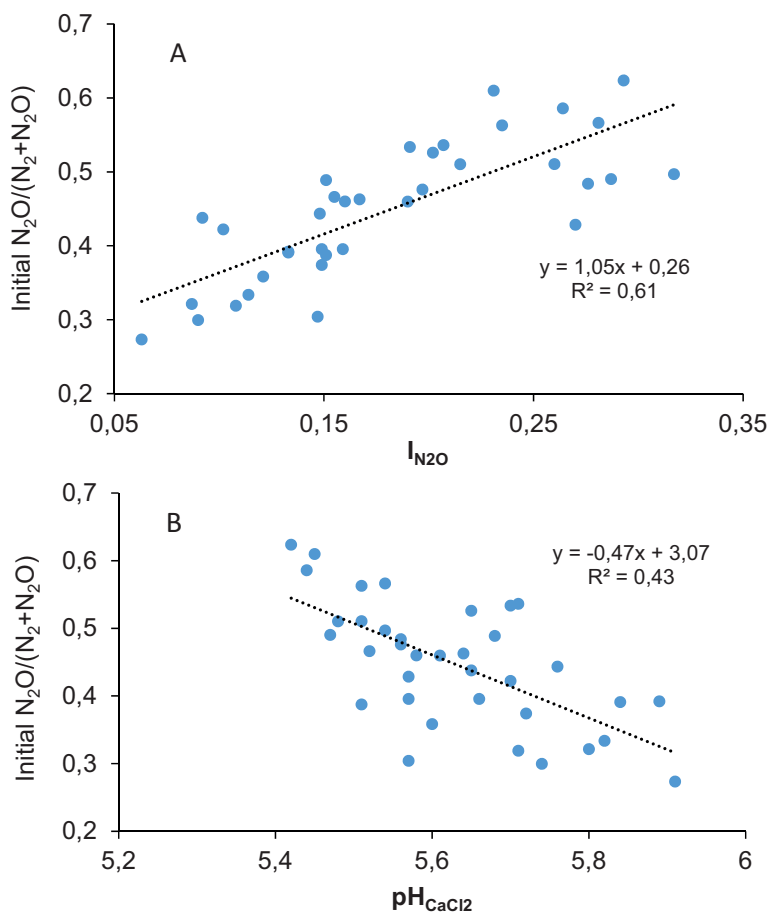 A
Initial N₂O/(N₂+N₂O)
0,7
0,6
0,5
0,4
0,3
0,2
y = 1,05x + 0,26
R² = 0,61
0,05
0,15
0,25
0,35
I_N2O
B
Initial N₂O/(N₂+N₂O)
0,7
0,6
0,5
0,4
0,3
0,2
y = -0,47x + 3,07
R² = 0,43
5,2
5,4
5,6
5,8
6
pH_CaCl2